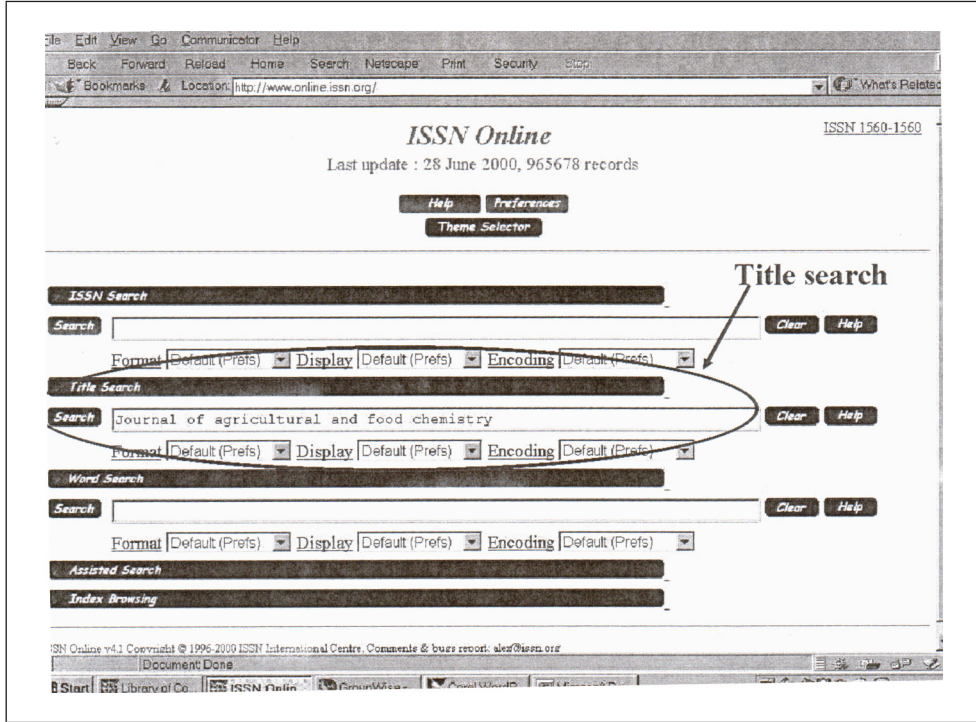 File Edit View Go Communicator Help
Back Forward Reload Home Search Netscape Print Security Stop
Bookmarks Location: http://www.online.issn.org/ What's Related
ISSN Online ISSN 1560-1560
Last update : 28 June 2000, 965678 records
Help Preferences
Theme Selector
Title search
ISSN Search
Search Clear Help
Format Default (Prefs) Display Default (Prefs) Encoding Default (Prefs)
Title Search
Search Journal of agricultural and food chemistry Clear Help
Format Default (Prefs) Display Default (Prefs) Encoding Default (Prefs)
Word Search
Search Clear Help
Format Default (Prefs) Display Default (Prefs) Encoding Default (Prefs)
Assisted Search
Index Browsing
ISSN Online v4.1 Copyright © 1996-2000 ISSN International Centre. Comments & bugs report: alex@issn.org
Document: Done
Start Library of Co... ISSN Onlin... GroupWise - Corel WordP...